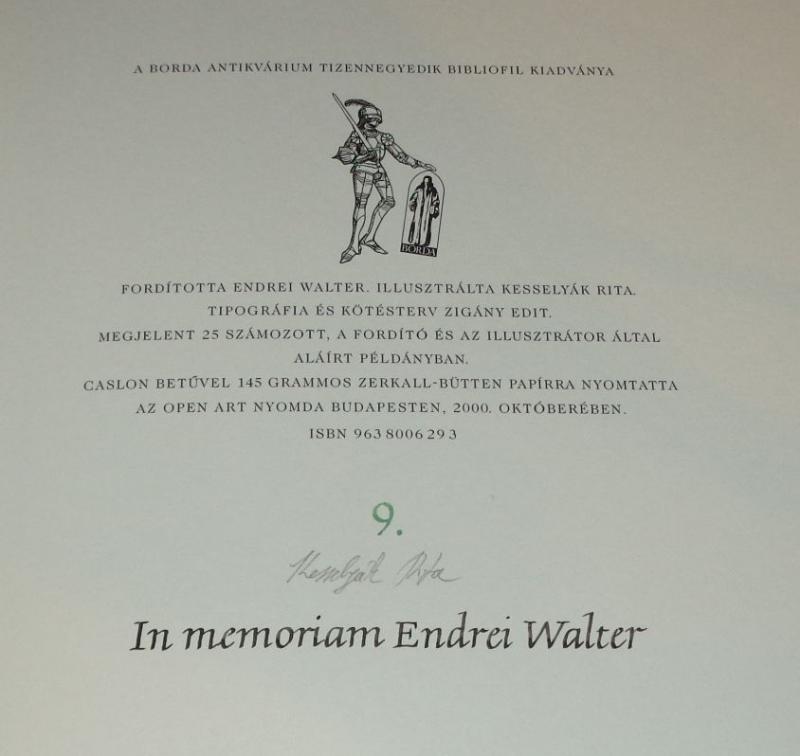 A BORDA ANTIKVÁRIUM TIZENNEGYEDIK BIBLIOFIL KIADVÁNYA
BORDA
FORDÍTOTTA ENDREI WALTER. ILLUSZTRÁLTA KESSELYÁK RITA.
TIPOGRÁFIA ÉS KÖTÉSTERV ZIGÁNY EDIT.
MEGJELENT 25 SZÁMOZOTT, A FORDÍTÓ ÉS AZ ILLUSZTRÁTOR ÁLTAL
ALÁÍRT PÉLDÁNYBAN.
CASLON BETŰVEL 145 GRAMMOS ZERKALL-BÜTTEN PAPÍRRA NYOMTATTA
AZ OPEN ART NYOMDA BUDAPESTEN, 2000. OKTÓBERÉBEN.
ISBN 963 8006 29 3
9.
Kesselyák Rita
In memoriam Endrei Walter